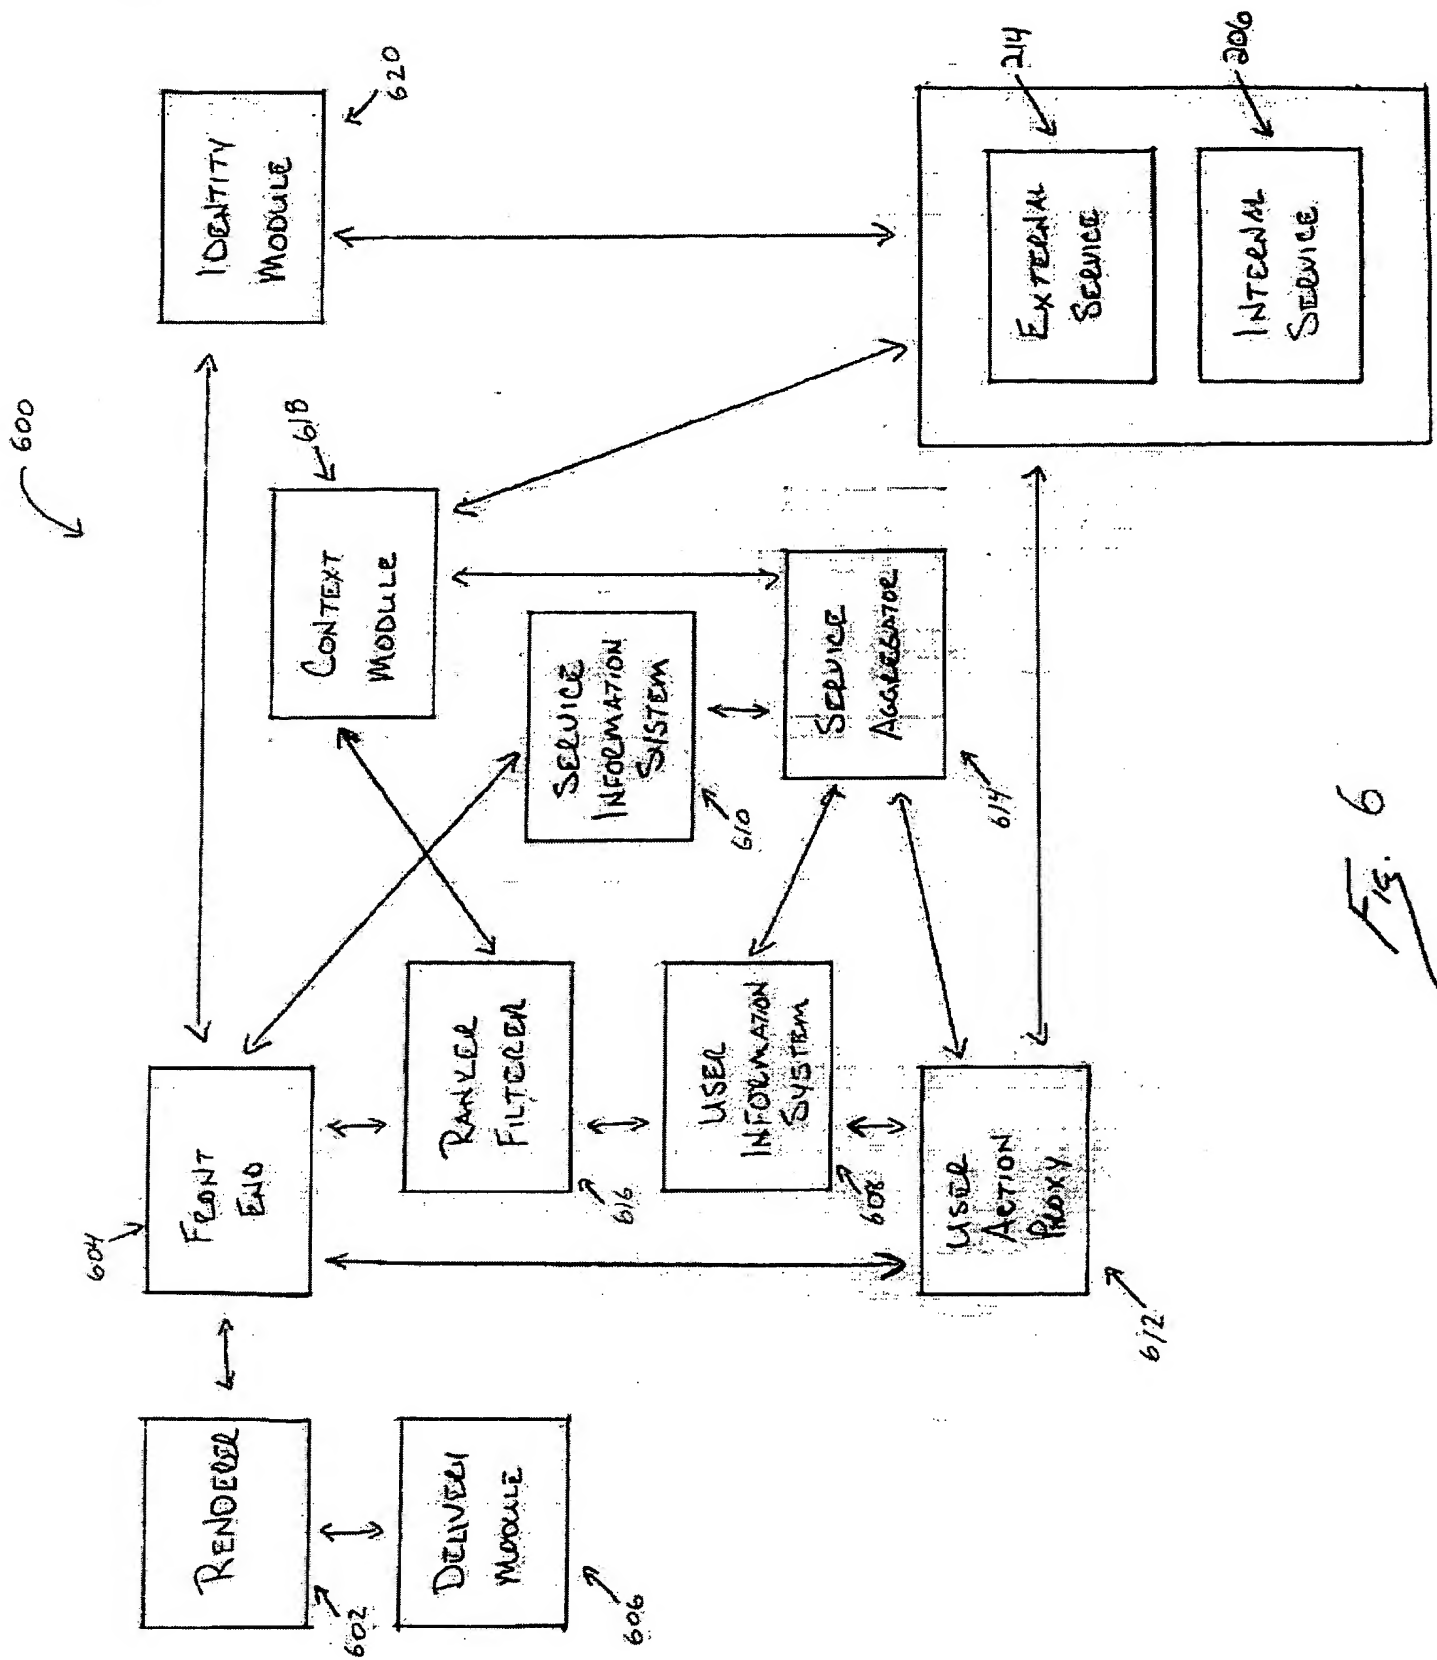 600
RENDERER
602
DELIVERY
MODULE
606
604
FRONT
END
RANKER
FILTERER
616
USER
INFORMATION
SYSTEM
608
USER
ACTION
PROXY
612
CONTEXT
MODULE
618
SERVICE
INFORMATION
SYSTEM
610
SERVICE
AGGREGATOR
614
IDENTITY
MODULE
620
EXTERNAL
SERVICE
214
INTERNAL
SERVICE
206
FIG. 6